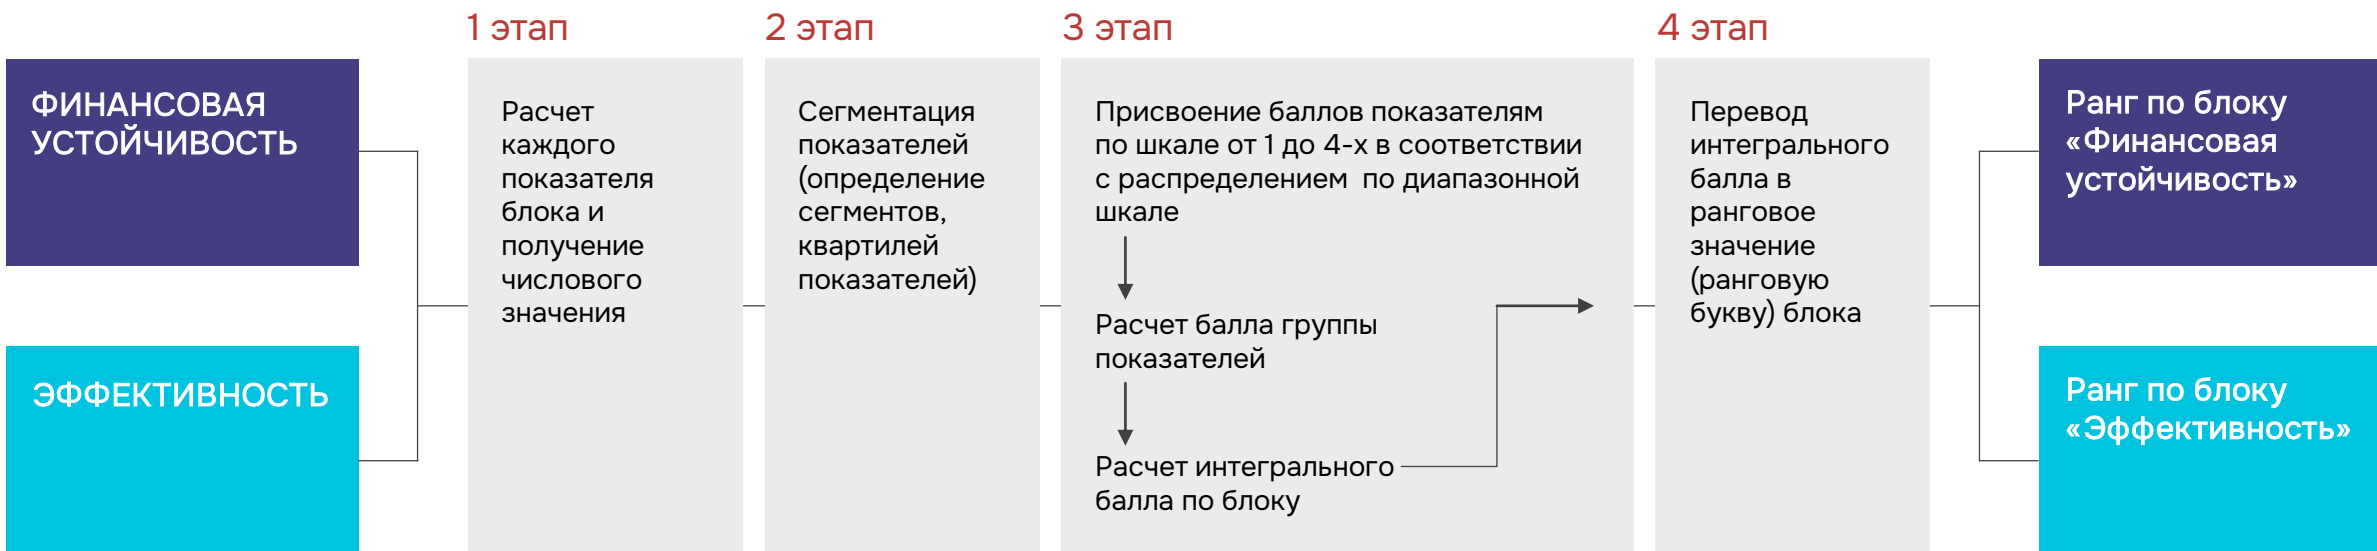 ФИНАНСОВАЯ
УСТОЙЧИВОСТЬ
ЭФФЕКТИВНОСТЬ
1 этап
Расчет
каждого
показателя
блока и
получение
числового
значения
2 этап
Сегментация
показателей
(определение
сегментов,
квартилей
показателей)
3 этап
Присвоение баллов показателям
по шкале от 1 до 4-х в соответствии
с распределением по диапазонной
шкале
Расчет балла группы
показателей
Расчет интегрального
балла по блоку
4 этап
Перевод
интегрального
балла в
ранговое
значение
(ранговую
букву) блока
Ранг по блоку
«Финансовая
устойчивость»
Ранг по блоку
«Эффективность»